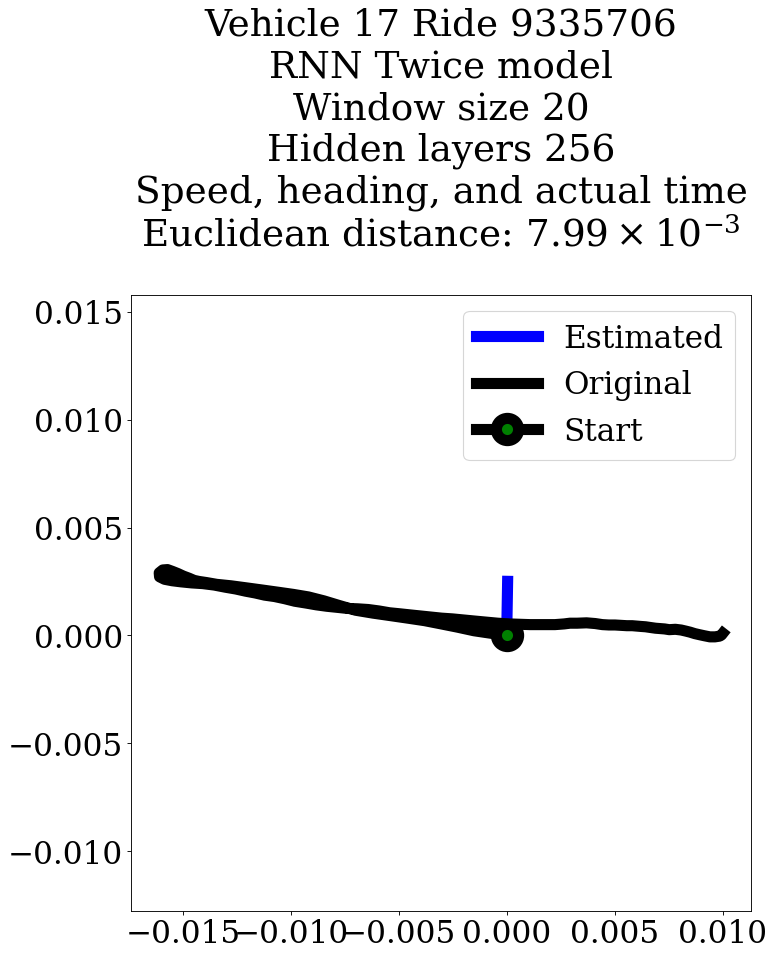 Vehicle 17 Ride 9335706
RNN Twice model
Window size 20
Hidden layers 256
Speed, heading, and actual time
Euclidean distance: 7.99 × 10⁻³
Estimated
Original
Start
0.015
0.010
0.005
0.000
−0.005
−0.010
−0.015 −0.010 −0.005 0.000 0.005 0.010